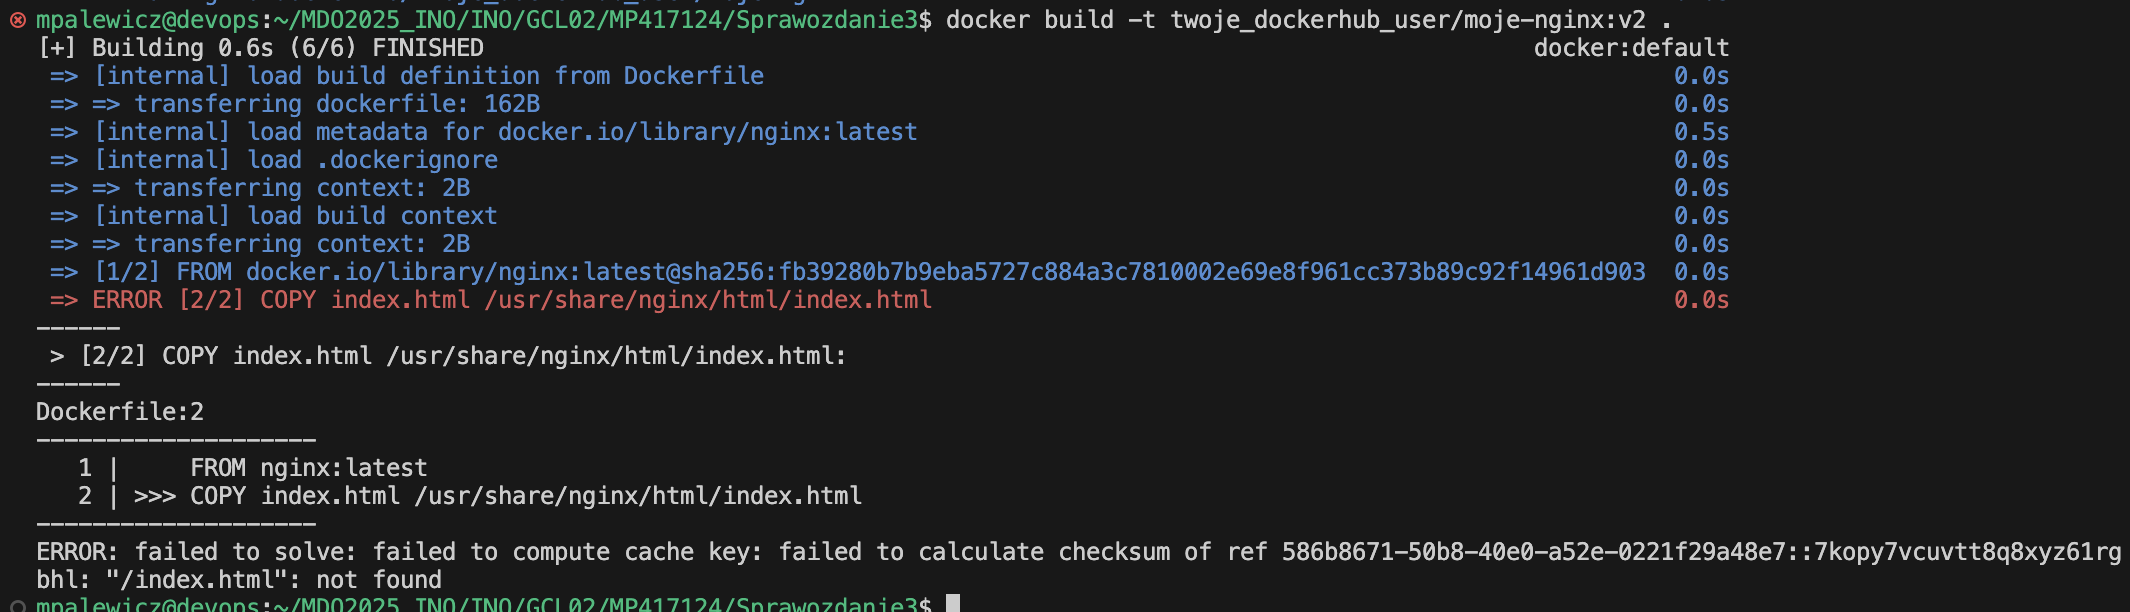 mpalewicz@devops:~/MDO2025_INO/INO/GCL02/MP417124/Sprawozdanie3$ docker build -t twoje_dockerhub_user/moje-nginx:v2 .
[+] Building 0.6s (6/6) FINISHED docker:default
=> [internal] load build definition from Dockerfile 0.0s
=> => transferring dockerfile: 162B 0.0s
=> [internal] load metadata for docker.io/library/nginx:latest 0.5s
=> [internal] load .dockerignore 0.0s
=> => transferring context: 2B 0.0s
=> [internal] load build context 0.0s
=> => transferring context: 2B 0.0s
=> [1/2] FROM docker.io/library/nginx:latest@sha256:fb39280b7b9eba5727c884a3c7810002e69e8f961cc373b89c92f14961d903 0.0s
=> ERROR [2/2] COPY index.html /usr/share/nginx/html/index.html 0.0s
------
> [2/2] COPY index.html /usr/share/nginx/html/index.html:
------
Dockerfile:2
--------------------
1 | FROM nginx:latest
2 | >>> COPY index.html /usr/share/nginx/html/index.html
--------------------
ERROR: failed to solve: failed to compute cache key: failed to calculate checksum of ref 586b8671-50b8-40e0-a52e-0221f29a48e7::7kopy7vcuvtt8q8xyz61rg
bhl: "/index.html": not found
mpalewicz@devops:~/MDO2025_INO/INO/GCL02/MP417124/Sprawozdanie3$